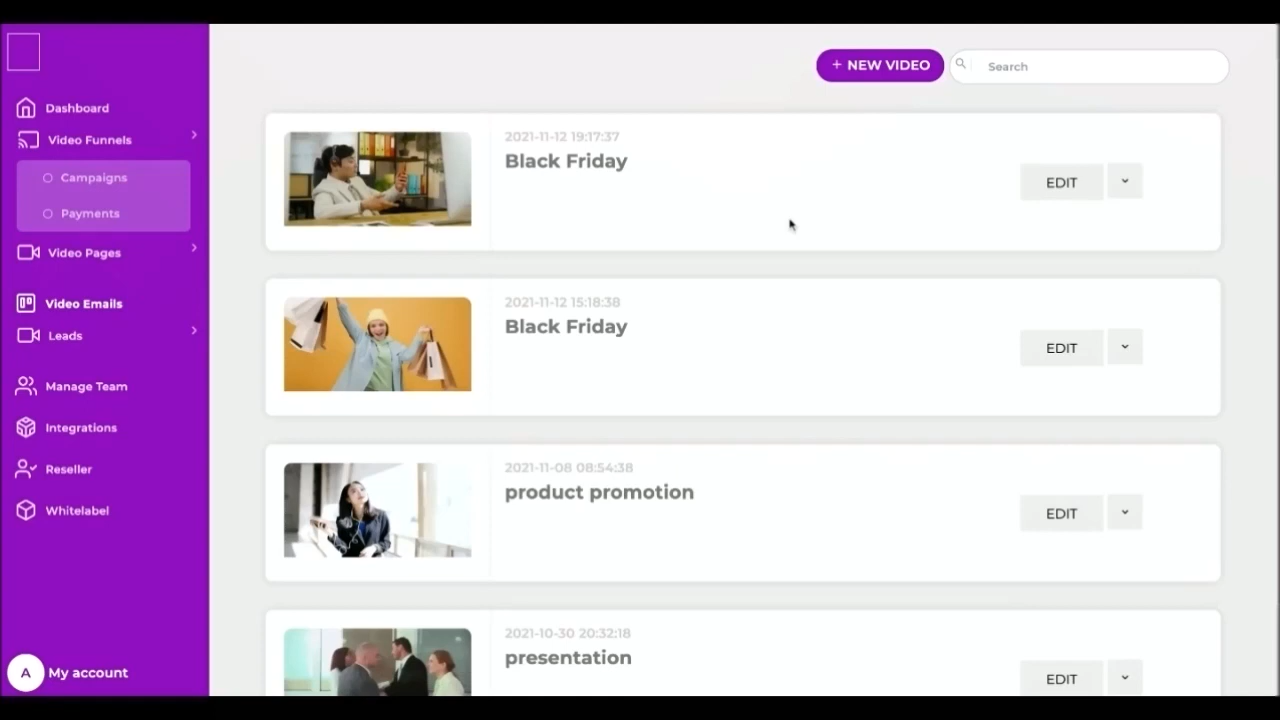 Dashboard
Video Funnels
Campaigns
Payments
Video Pages
Video Emails
Leads
Manage Team
Integrations
Reseller
Whitelabel
A My account
+ NEW VIDEO
Search
2021-11-12 19:17:37
Black Friday
EDIT
2021-11-12 15:18:38
Black Friday
EDIT
2021-11-08 08:54:38
product promotion
EDIT
2021-10-30 20:32:18
presentation
EDIT